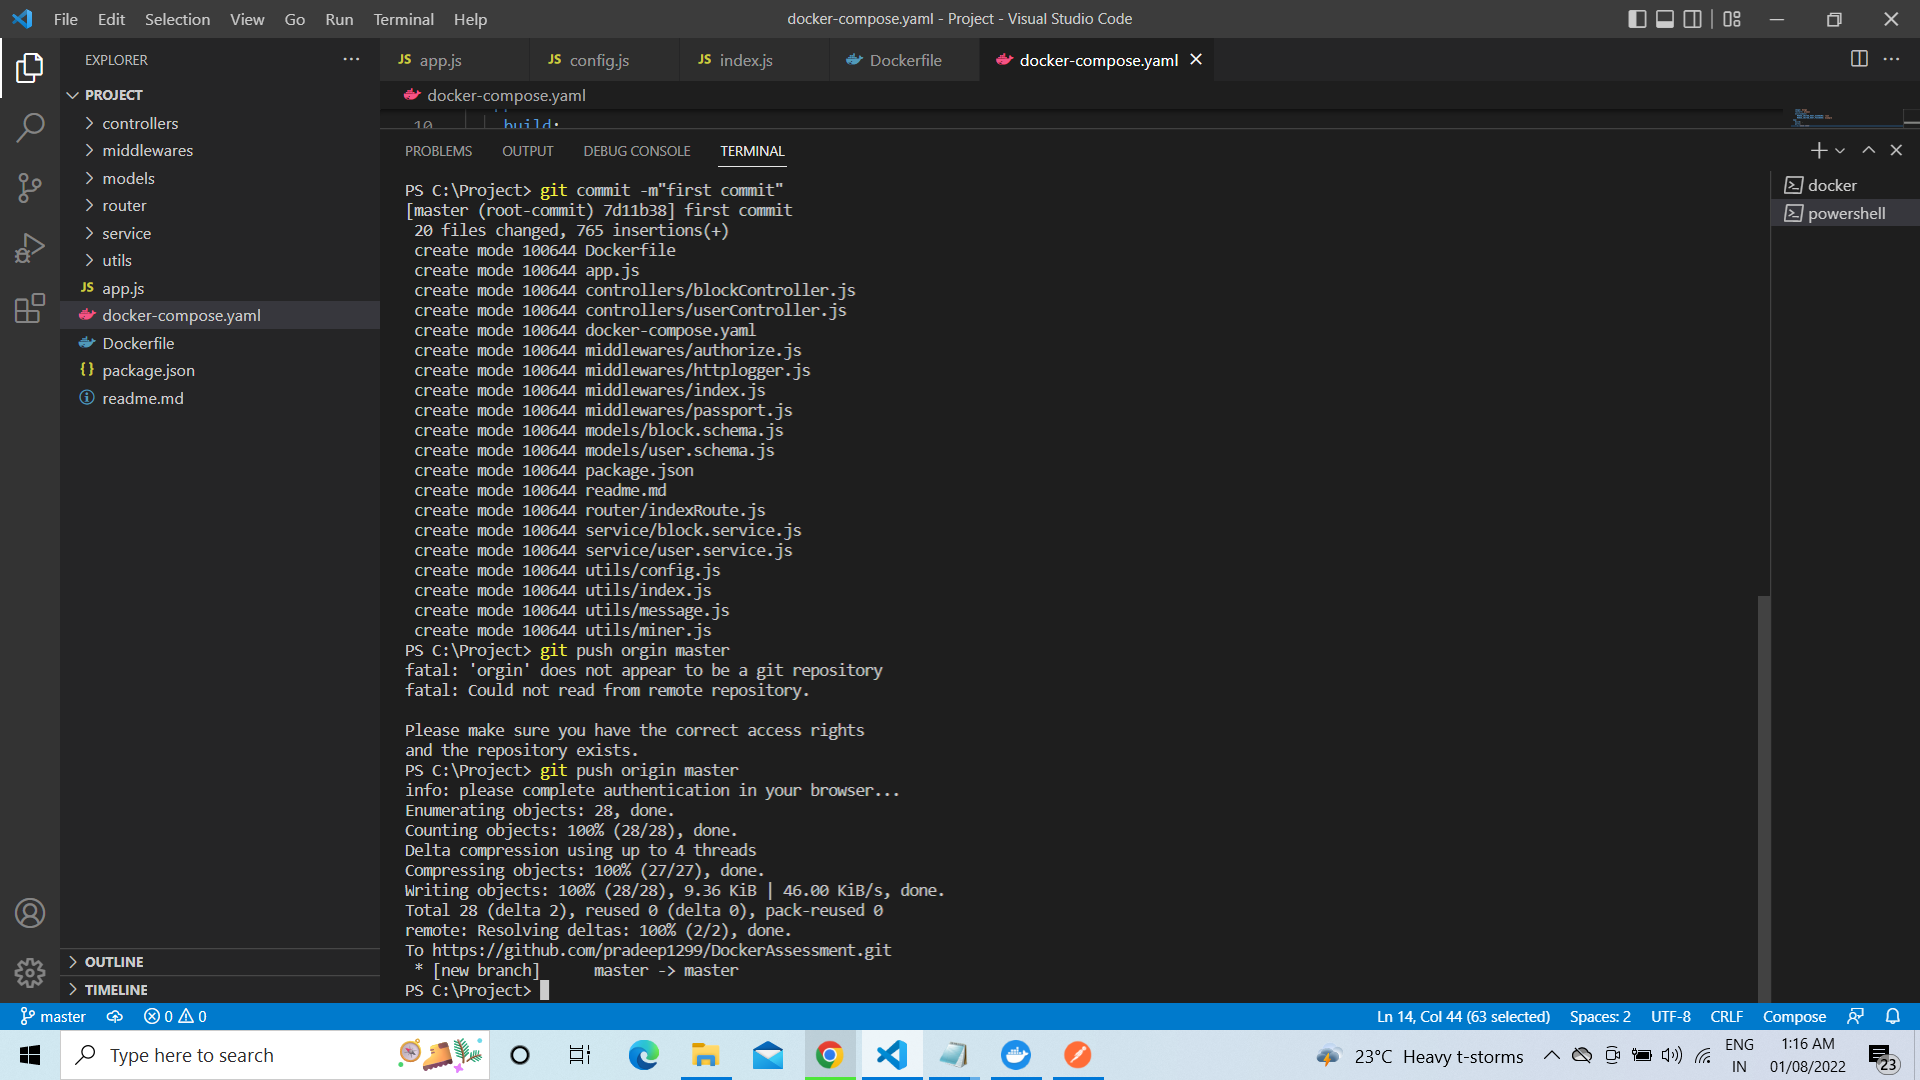 File Edit Selection View Go Run Terminal Help
docker-compose.yaml - Project - Visual Studio Code
EXPLORER
PROJECT
controllers
middlewares
models
router
service
utils
JS app.js
docker-compose.yaml
Dockerfile
{} package.json
readme.md
OUTLINE
TIMELINE
JS app.js
JS config.js
JS index.js
Dockerfile
docker-compose.yaml
docker-compose.yaml
10 build:
PROBLEMS OUTPUT DEBUG CONSOLE TERMINAL
docker
powershell
PS C:\Project> git commit -m"first commit"
[master (root-commit) 7d11b38] first commit
20 files changed, 765 insertions(+)
create mode 100644 Dockerfile
create mode 100644 app.js
create mode 100644 controllers/blockController.js
create mode 100644 controllers/userController.js
create mode 100644 docker-compose.yaml
create mode 100644 middlewares/authorize.js
create mode 100644 middlewares/httplogger.js
create mode 100644 middlewares/index.js
create mode 100644 middlewares/passport.js
create mode 100644 models/block.schema.js
create mode 100644 models/user.schema.js
create mode 100644 package.json
create mode 100644 readme.md
create mode 100644 router/indexRoute.js
create mode 100644 service/block.service.js
create mode 100644 service/user.service.js
create mode 100644 utils/config.js
create mode 100644 utils/index.js
create mode 100644 utils/message.js
create mode 100644 utils/miner.js
PS C:\Project> git push orgin master
fatal: 'orgin' does not appear to be a git repository
fatal: Could not read from remote repository.
Please make sure you have the correct access rights
and the repository exists.
PS C:\Project> git push origin master
info: please complete authentication in your browser...
Enumerating objects: 28, done.
Counting objects: 100% (28/28), done.
Delta compression using up to 4 threads
Compressing objects: 100% (27/27), done.
Writing objects: 100% (28/28), 9.36 KiB | 46.00 KiB/s, done.
Total 28 (delta 2), reused 0 (delta 0), pack-reused 0
remote: Resolving deltas: 100% (2/2), done.
To https://github.com/pradeep1299/DockerAssessment.git
* [new branch]      master -> master
PS C:\Project>
master 0 0
Ln 14, Col 44 (63 selected) Spaces: 2 UTF-8 CRLF Compose
Type here to search
23°C Heavy t-storms
ENG
IN
1:16 AM
01/08/2022
23